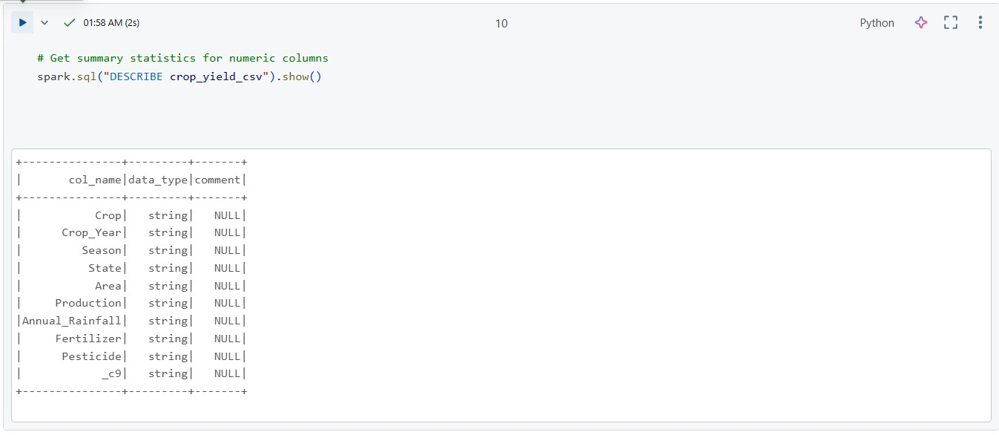 01:58 AM (2s)
10
Python
# Get summary statistics for numeric columns
spark.sql("DESCRIBE crop_yield_csv").show()
+---------------+---------+-------+
|       col_name|data_type|comment|
+---------------+---------+-------+
|           Crop|   string|   NULL|
|      Crop_Year|   string|   NULL|
|         Season|   string|   NULL|
|          State|   string|   NULL|
|           Area|   string|   NULL|
|     Production|   string|   NULL|
|Annual_Rainfall|   string|   NULL|
|     Fertilizer|   string|   NULL|
|      Pesticide|   string|   NULL|
|            _c9|   string|   NULL|
+---------------+---------+-------+